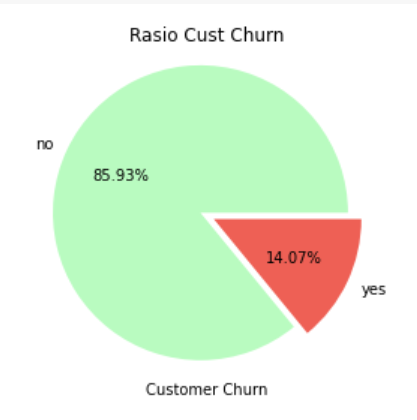 Rasio Cust Churn
no
85.93%
14.07%
yes
Customer Churn